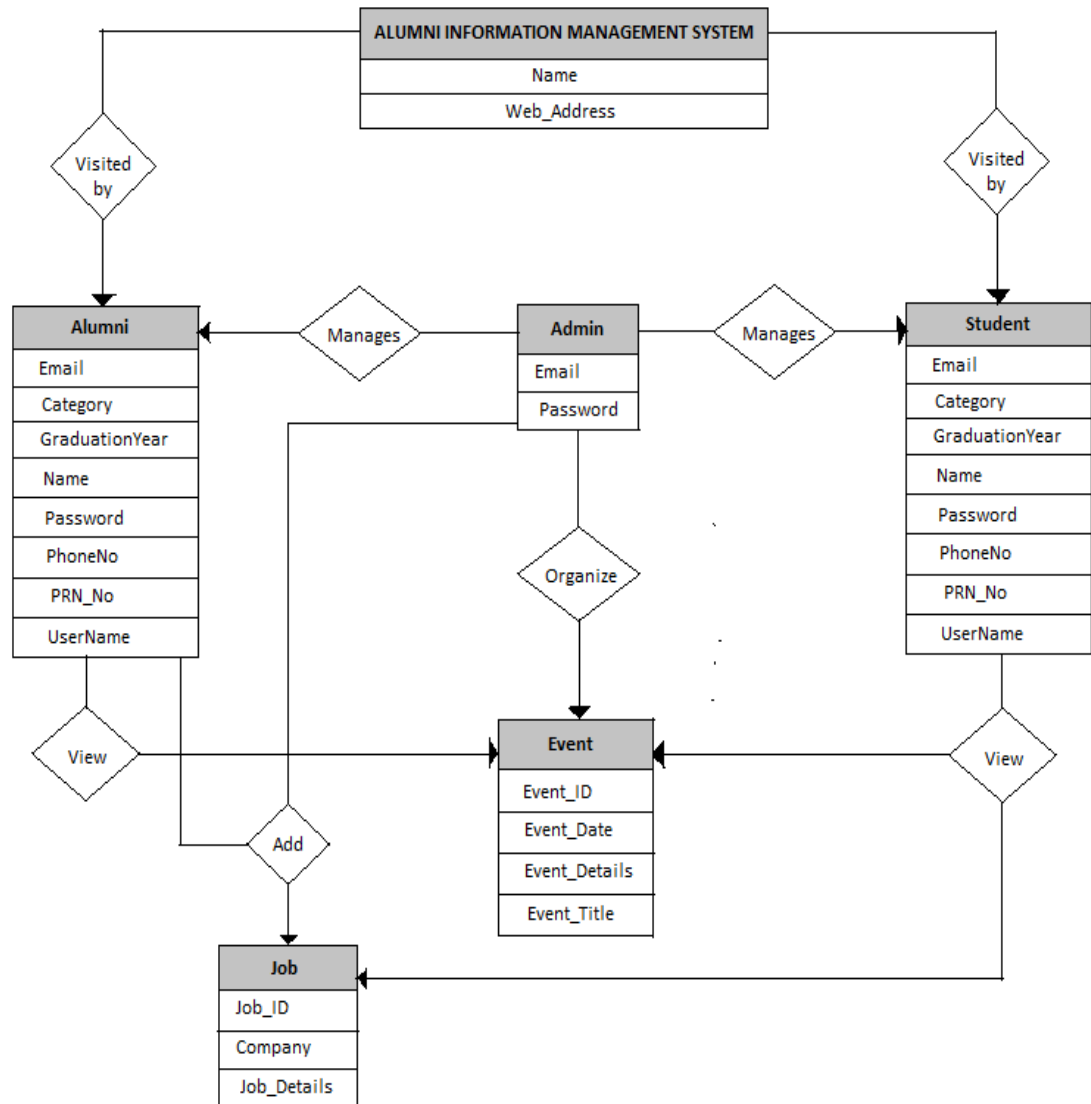 ALUMNI INFORMATION MANAGEMENT SYSTEM
Name
Web_Address
Visited
by
Visited
by
Alumni
Email
Category
GraduationYear
Name
Password
PhoneNo
PRN_No
UserName
Manages
Admin
Email
Password
Manages
Student
Email
Category
GraduationYear
Name
Password
PhoneNo
PRN_No
UserName
Organize
View
Event
Event_ID
Event_Date
Event_Details
Event_Title
View
Add
Job
Job_ID
Company
Job_Details